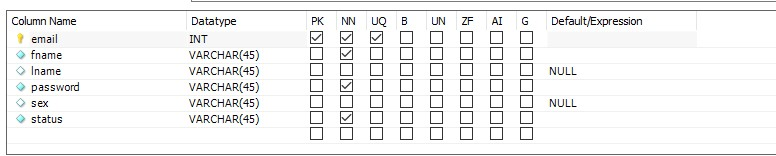 Column Name Datatype PK NN UQ B UN ZF AI G Default/Expression
email INT
fname VARCHAR(45)
lname VARCHAR(45) NULL
password VARCHAR(45)
sex VARCHAR(45) NULL
status VARCHAR(45)